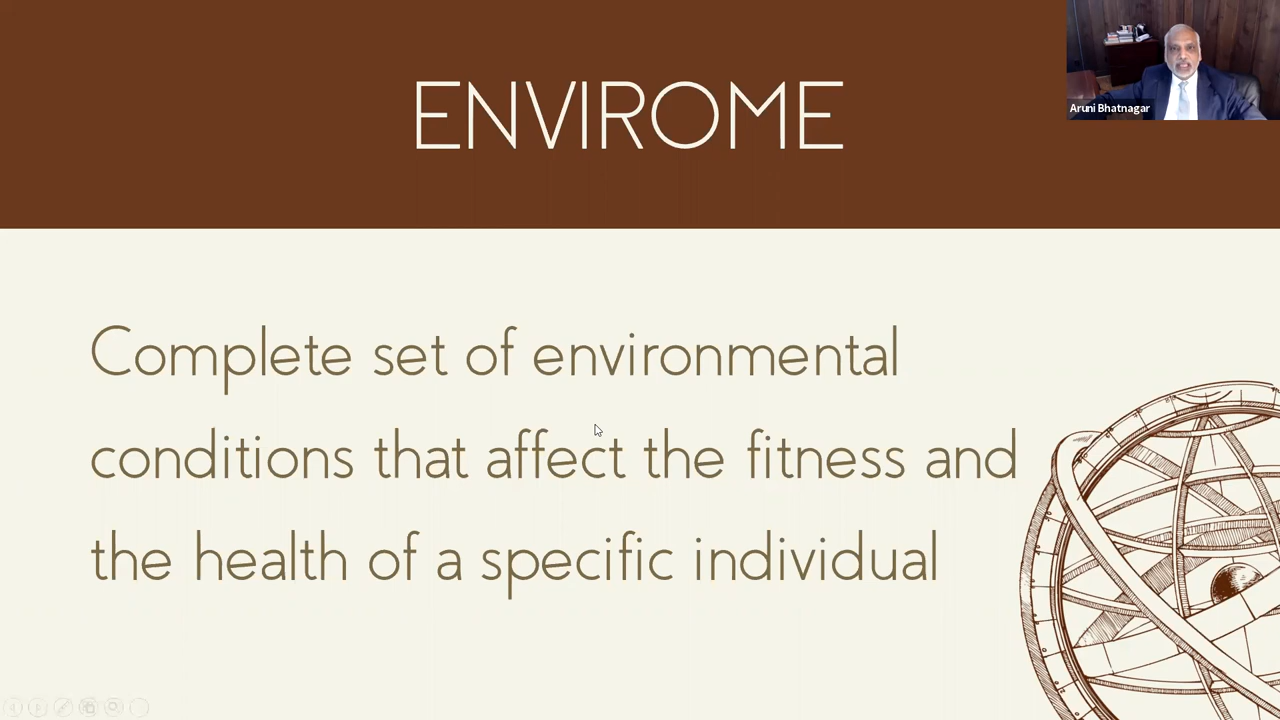 ENVIROME
Aruni Bhatnagar
Complete set of environmental
conditions that affect the fitness and
the health of a specific individual